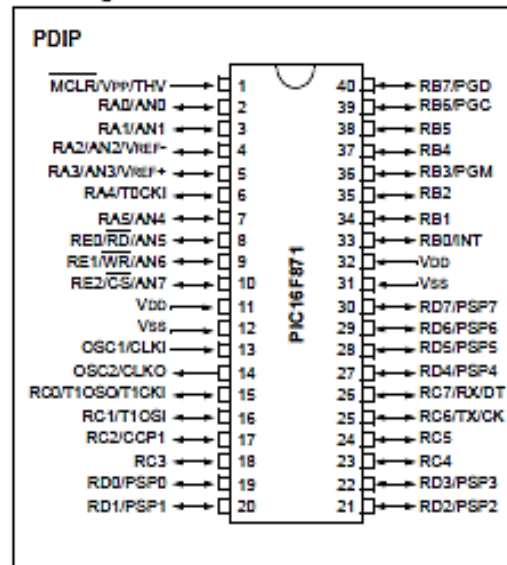 PDIP
MCLR/VPP/THV 1
RA0/AN0 2
RA1/AN1 3
RA2/AN2/VREF- 4
RA3/AN3/VREF+ 5
RA4/T0CKI 6
RA5/AN4 7
RE0/RD/AN5 8
RE1/WR/AN6 9
RE2/CS/AN7 10
VDD 11
VSS 12
OSC1/CLKI 13
OSC2/CLKO 14
RC0/T1OSO/T1CKI 15
RC1/T1OSI 16
RC2/CCP1 17
RC3 18
RD0/PSP0 19
RD1/PSP1 20
PIC16F871
40 RB7/PGD
39 RB6/PGC
38 RB5
37 RB4
36 RB3/PGM
35 RB2
34 RB1
33 RB0/INT
32 VDD
31 VSS
30 RD7/PSP7
29 RD6/PSP6
28 RD5/PSP5
27 RD4/PSP4
26 RC7/RX/DT
25 RC6/TX/CK
24 RC5
23 RC4
22 RD3/PSP3
21 RD2/PSP2